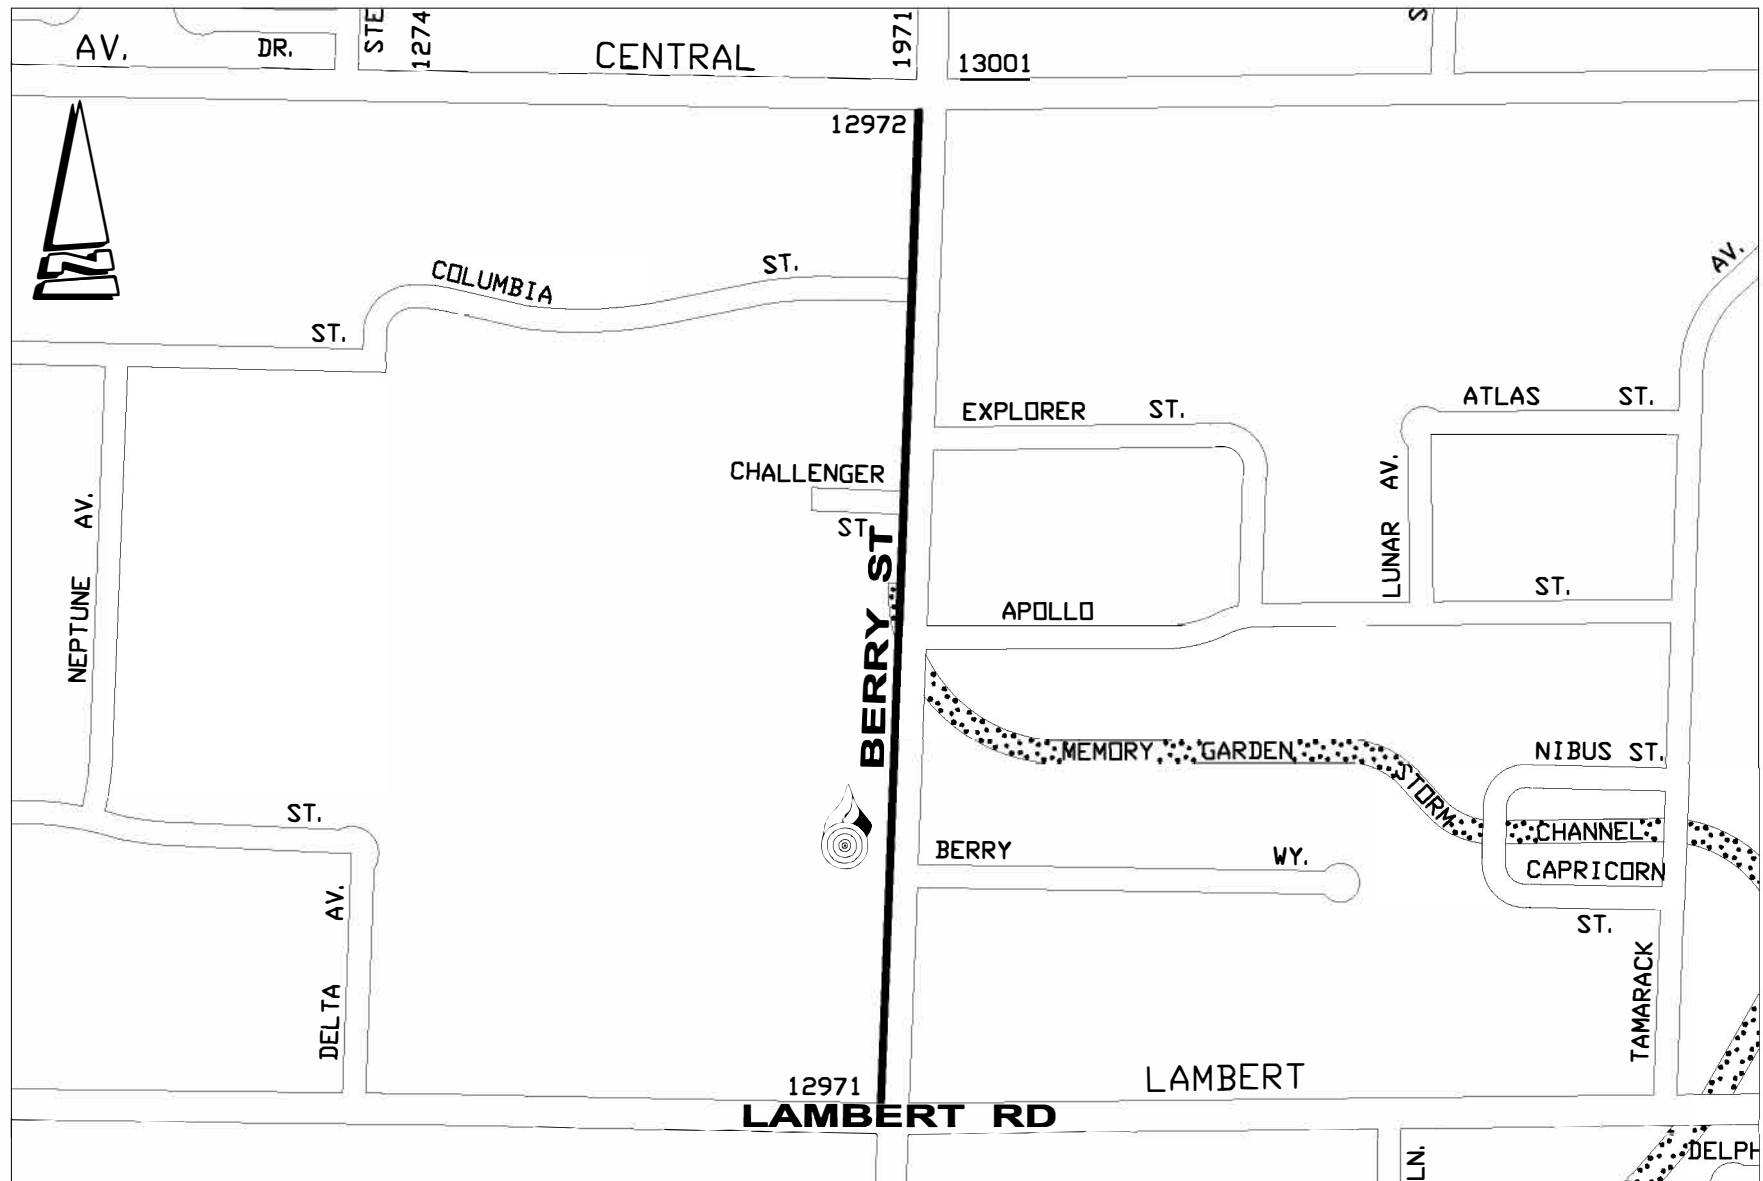 AV.
DR.
STE
1274
CENTRAL
1971
13001
S
12972
N
COLUMBIA ST.
ST.
AV.
EXPLORER ST.
ATLAS ST.
CHALLENGER
ST.
NEPTUNE AV.
LUNAR AV.
BERRY ST
APOLLO ST.
MEMORY GARDEN STORM CHANNEL
NIBUS ST.
ST.
BERRY WY.
CAPRICORN
ST.
DELTA AV.
TAMARACK
12971
LAMBERT
LAMBERT RD
LN.
DELPH